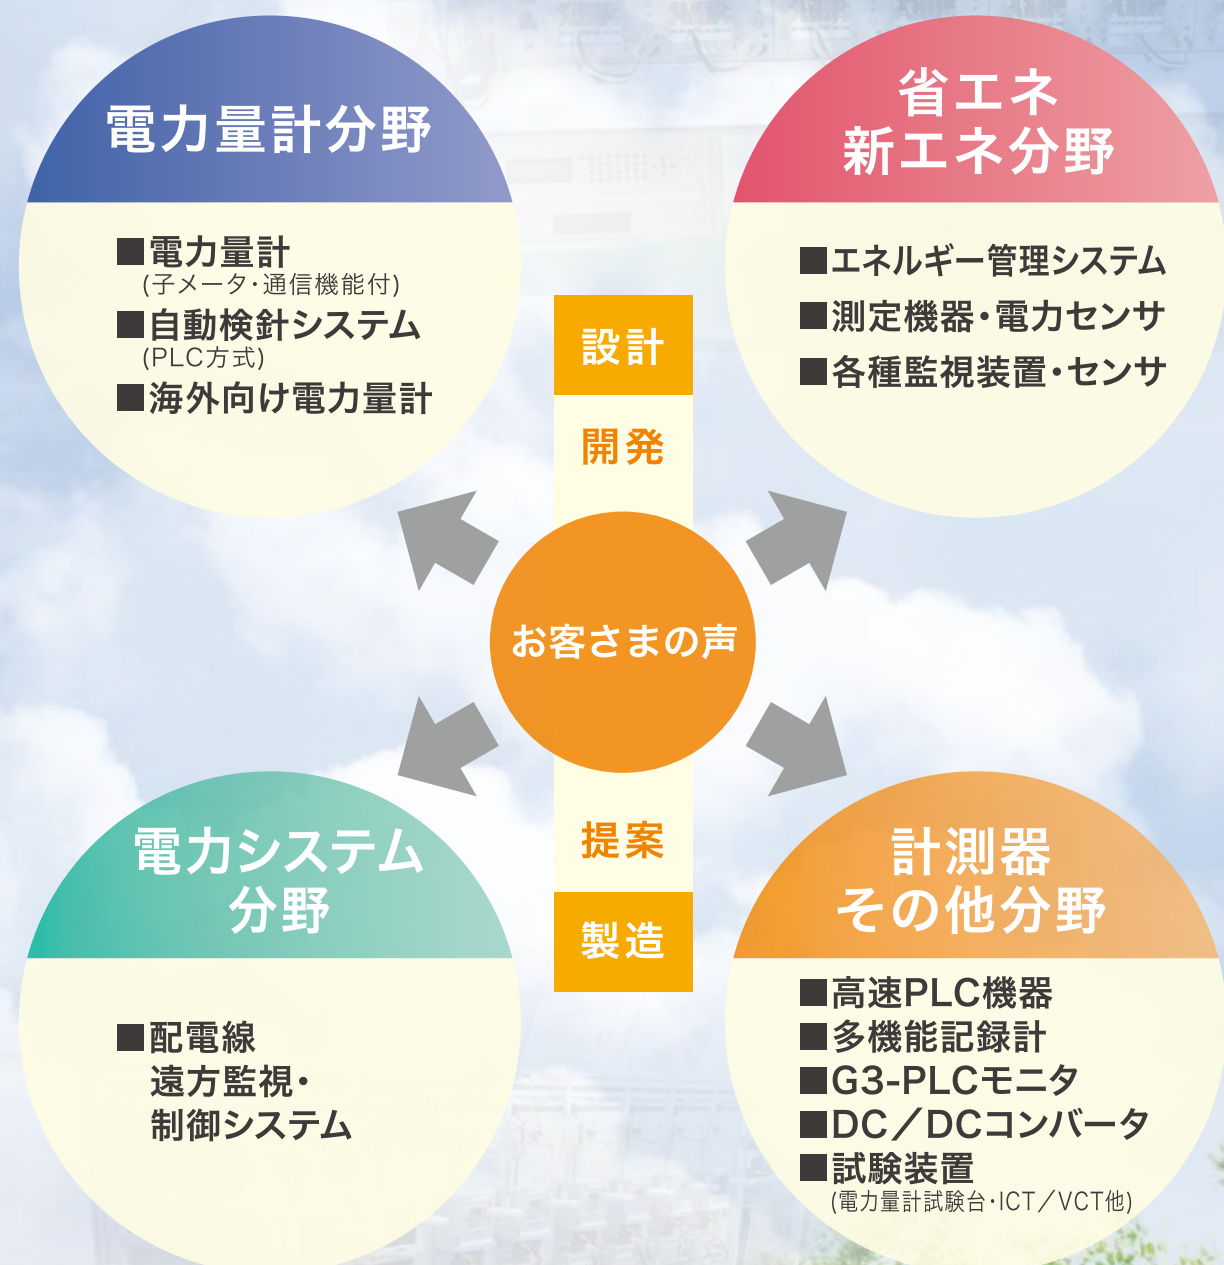 電力量計分野
■電力量計
(子メータ・通信機能付)
■自動検針システム
(PLC方式)
■海外向け電力量計
省エネ
新エネ分野
■エネルギー管理システム
■測定機器・電力センサ
■各種監視装置・センサ
設計
開発
お客さまの声
提案
製造
電力システム
分野
■配電線
遠方監視・
制御システム
計測器
その他分野
■高速PLC機器
■多機能記録計
■G3-PLCモニタ
■DC／DCコンバータ
■試験装置
(電力量計試験台・ICT／VCT他)